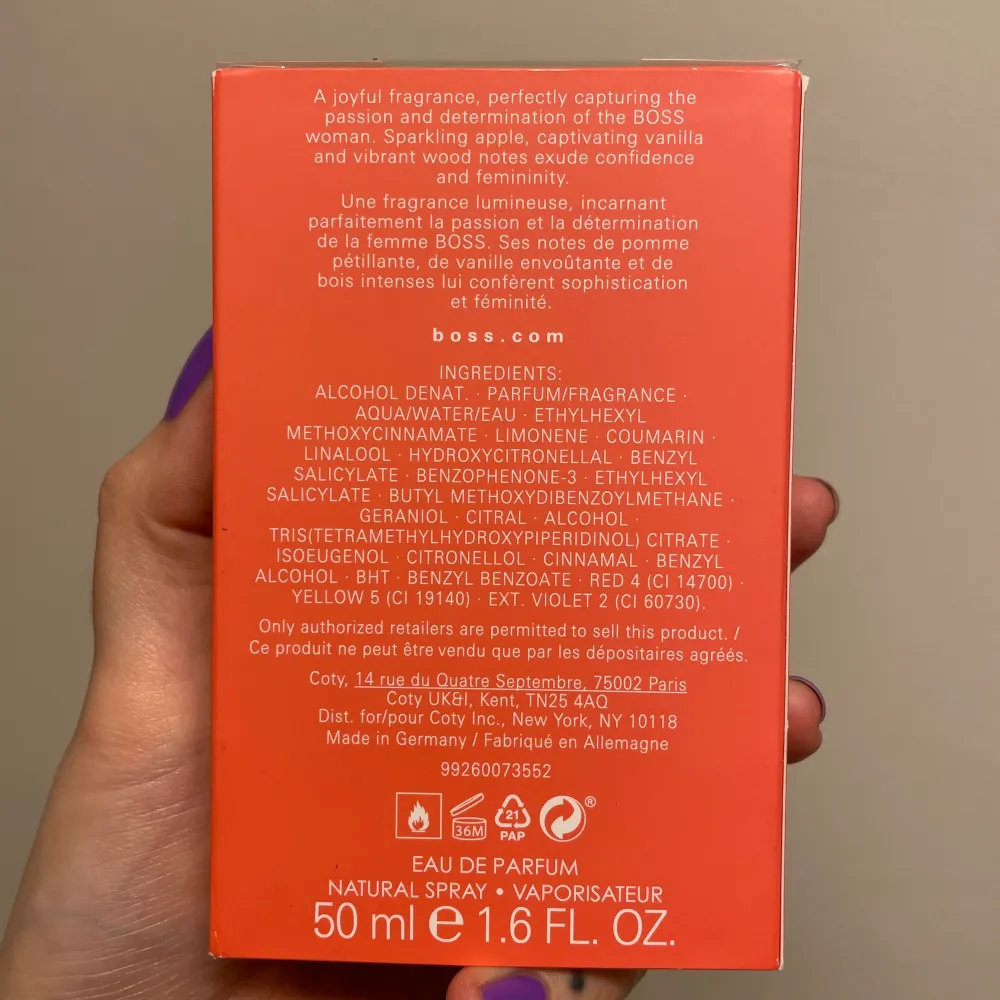 A joyful fragrance, perfectly capturing the
passion and determination of the BOSS
woman. Sparkling apple, captivating vanilla
and vibrant wood notes exude confidence
and femininity.
Une fragrance lumineuse, incarnant
parfaitement la passion et la détermination
de la femme BOSS. Ses notes de pomme
pétillante, de vanille envoûtante et de
bois intenses lui confèrent sophistication
et féminité.
boss.com
INGREDIENTS:
ALCOHOL DENAT. · PARFUM/FRAGRANCE ·
AQUA/WATER/EAU · ETHYLHEXYL
METHOXYCINNAMATE · LIMONENE · COUMARIN ·
LINALOOL · HYDROXYCITRONELLAL · BENZYL
SALICYLATE · BENZOPHENONE-3 · ETHYLHEXYL
SALICYLATE · BUTYL METHOXYDIBENZOYLMETHANE ·
GERANIOL · CITRAL · ALCOHOL ·
TRIS(TETRAMETHYLHYDROXYPIPERIDINOL) CITRATE ·
ISOEUGENOL · CITRONELLOL · CINNAMAL · BENZYL
ALCOHOL · BHT · BENZYL BENZOATE · RED 4 (CI 14700) ·
YELLOW 5 (CI 19140) · EXT. VIOLET 2 (CI 60730).
Only authorized retailers are permitted to sell this product. /
Ce produit ne peut être vendu que par les dépositaires agréés.
Coty, 14 rue du Quatre Septembre, 75002 Paris
Coty UK&I, Kent, TN25 4AQ
Dist. for/pour Coty Inc., New York, NY 10118
Made in Germany / Fabriqué en Allemagne
99260073552
36M 21 PAP ®
EAU DE PARFUM
NATURAL SPRAY • VAPORISATEUR
50 ml e 1.6 FL. OZ.